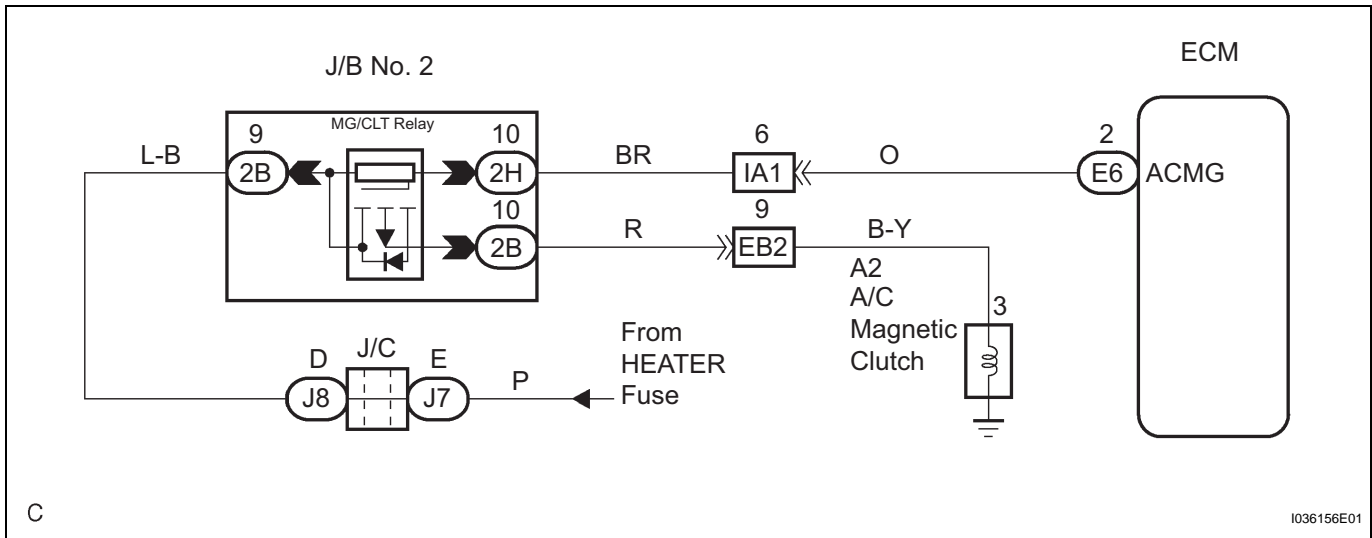 ECM
J/B No. 2
MG/CLT Relay
9
10
6
2
L-B
2B
2H
BR
IA1
O
E6
ACMG
10
9
2B
R
EB2
B-Y
A2
A/C
Magnetic
Clutch
3
From
HEATER
Fuse
D
J/C
E
J8
J7
P
C
I036156E01